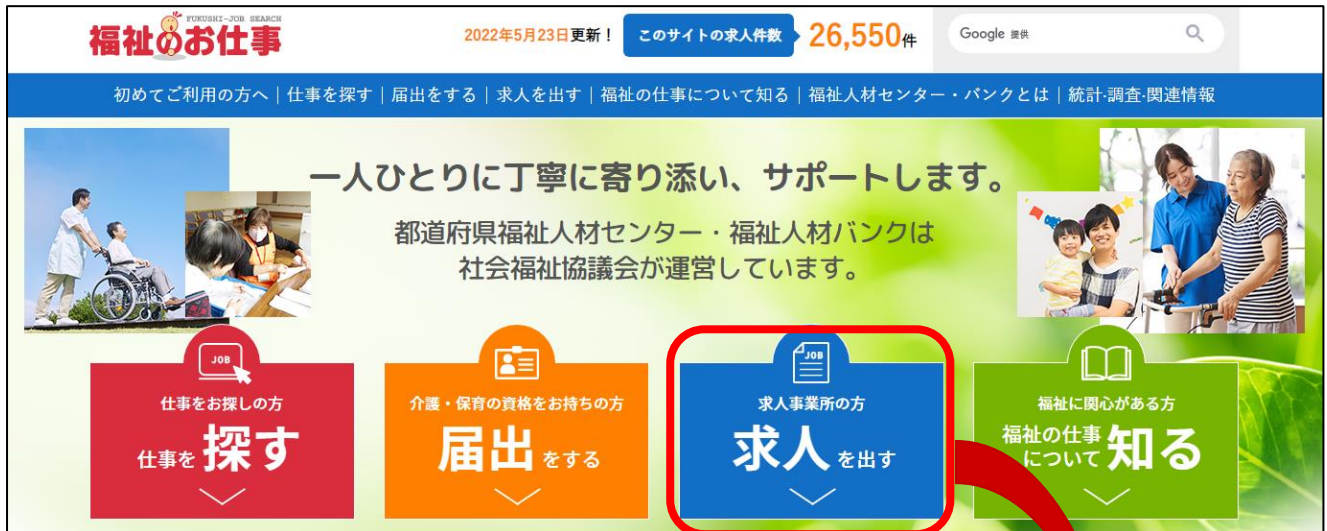 FUKUSHI-JOB SEARCH
福祉のお仕事
2022年5月23日更新！
このサイトの求人件数
26,550件
Google 提供
初めてご利用の方へ｜仕事を探す｜届出をする｜求人を出す｜福祉の仕事について知る｜福祉人材センター・バンクとは｜統計·調査·関連情報
一人ひとりに丁寧に寄り添い、サポートします。
都道府県福祉人材センター・福祉人材バンクは
社会福祉協議会が運営しています。
JOB
仕事をお探しの方
仕事を 探す
介護・保育の資格をお持ちの方
届出をする
JOB
求人事業所の方
求人を出す
福祉に関心がある方
福祉の仕事
について 知る